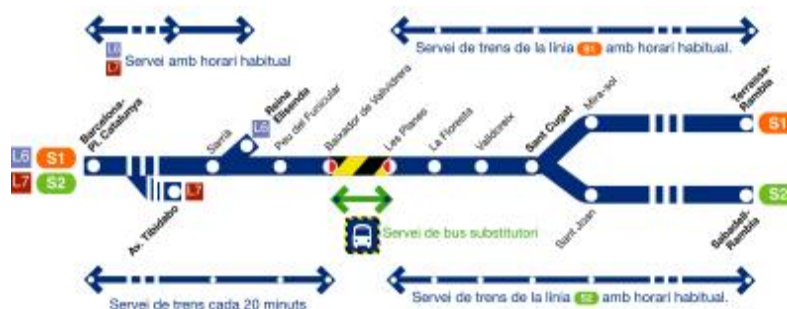 L6
L7
Servei amb horari habitual
Servei de trens de la línia S1 amb horari habitual.
Barcelona-
Pl. Catalunya
Sarrià
Reina
Elisenda
L6
Peu del Funicular
Baixador de Vallvidrera
Les Planes
La Floresta
Valldoreix
Sant Cugat
Mira-sol
Terrassa-
Rambla
S1
L6 S1
L7 S2
Av. Tibidabo
L7
Servei de bus substitutori
Sant Joan
Sabadell-
Rambla
S2
Servei de trens cada 20 minuts
Servei de trens de la línia S2 amb horari habitual.